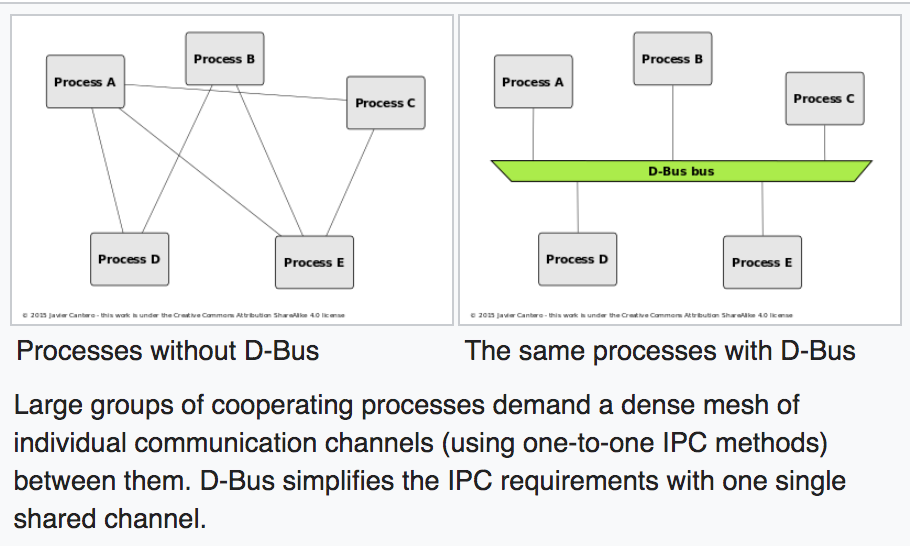 Process A
Process B
Process C
Process D
Process E
© 2015 Javier Cantero - this work is under the Creative Commons Attribution ShareAlike 4.0 license
Process A
Process B
Process C
D-Bus bus
Process D
Process E
© 2015 Javier Cantero - this work is under the Creative Commons Attribution ShareAlike 4.0 license
Processes without D-Bus
The same processes with D-Bus
Large groups of cooperating processes demand a dense mesh of
individual communication channels (using one-to-one IPC methods)
between them. D-Bus simplifies the IPC requirements with one single
shared channel.